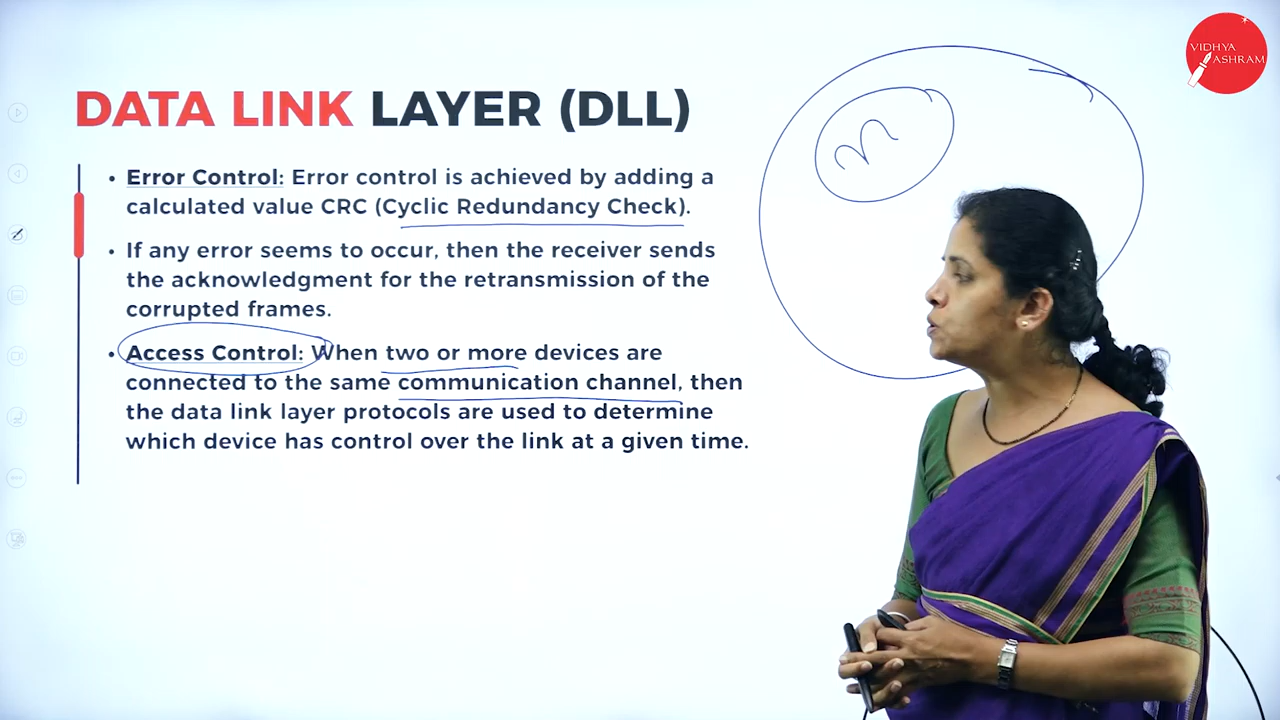 VIDHYA
ASHRAM
DATA LINK LAYER (DLL)
• Error Control: Error control is achieved by adding a
calculated value CRC (Cyclic Redundancy Check).
• If any error seems to occur, then the receiver sends
the acknowledgment for the retransmission of the
corrupted frames.
• Access Control: When two or more devices are
connected to the same communication channel, then
the data link layer protocols are used to determine
which device has control over the link at a given time.